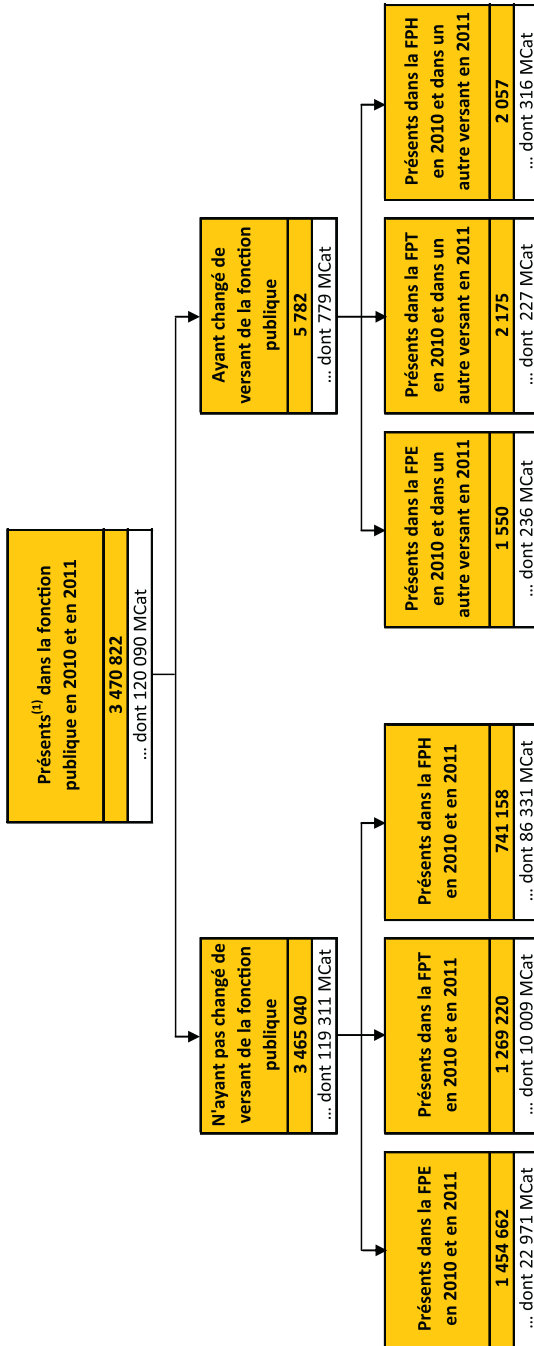 Présents(1) dans la fonction
publique en 2010 et en 2011
3 470 822
... dont 120 090 MCat
N'ayant pas changé de
versant de la fonction
publique
3 465 040
... dont 119 311 MCat
Ayant changé de
versant de la fonction
publique
5 782
... dont 779 MCat
Présents dans la FPE
en 2010 et en 2011
1 454 662
... dont 22 971 MCat
Présents dans la FPT
en 2010 et en 2011
1 269 220
... dont 10 009 MCat
Présents dans la FPH
en 2010 et en 2011
741 158
... dont 86 331 MCat
Présents dans la FPE
en 2010 et dans un
autre versant en 2011
1 550
... dont 236 MCat
Présents dans la FPT
en 2010 et dans un
autre versant en 2011
2 175
... dont 227 MCat
Présents dans la FPH
en 2010 et dans un
autre versant en 2011
2 057
... dont 316 MCat